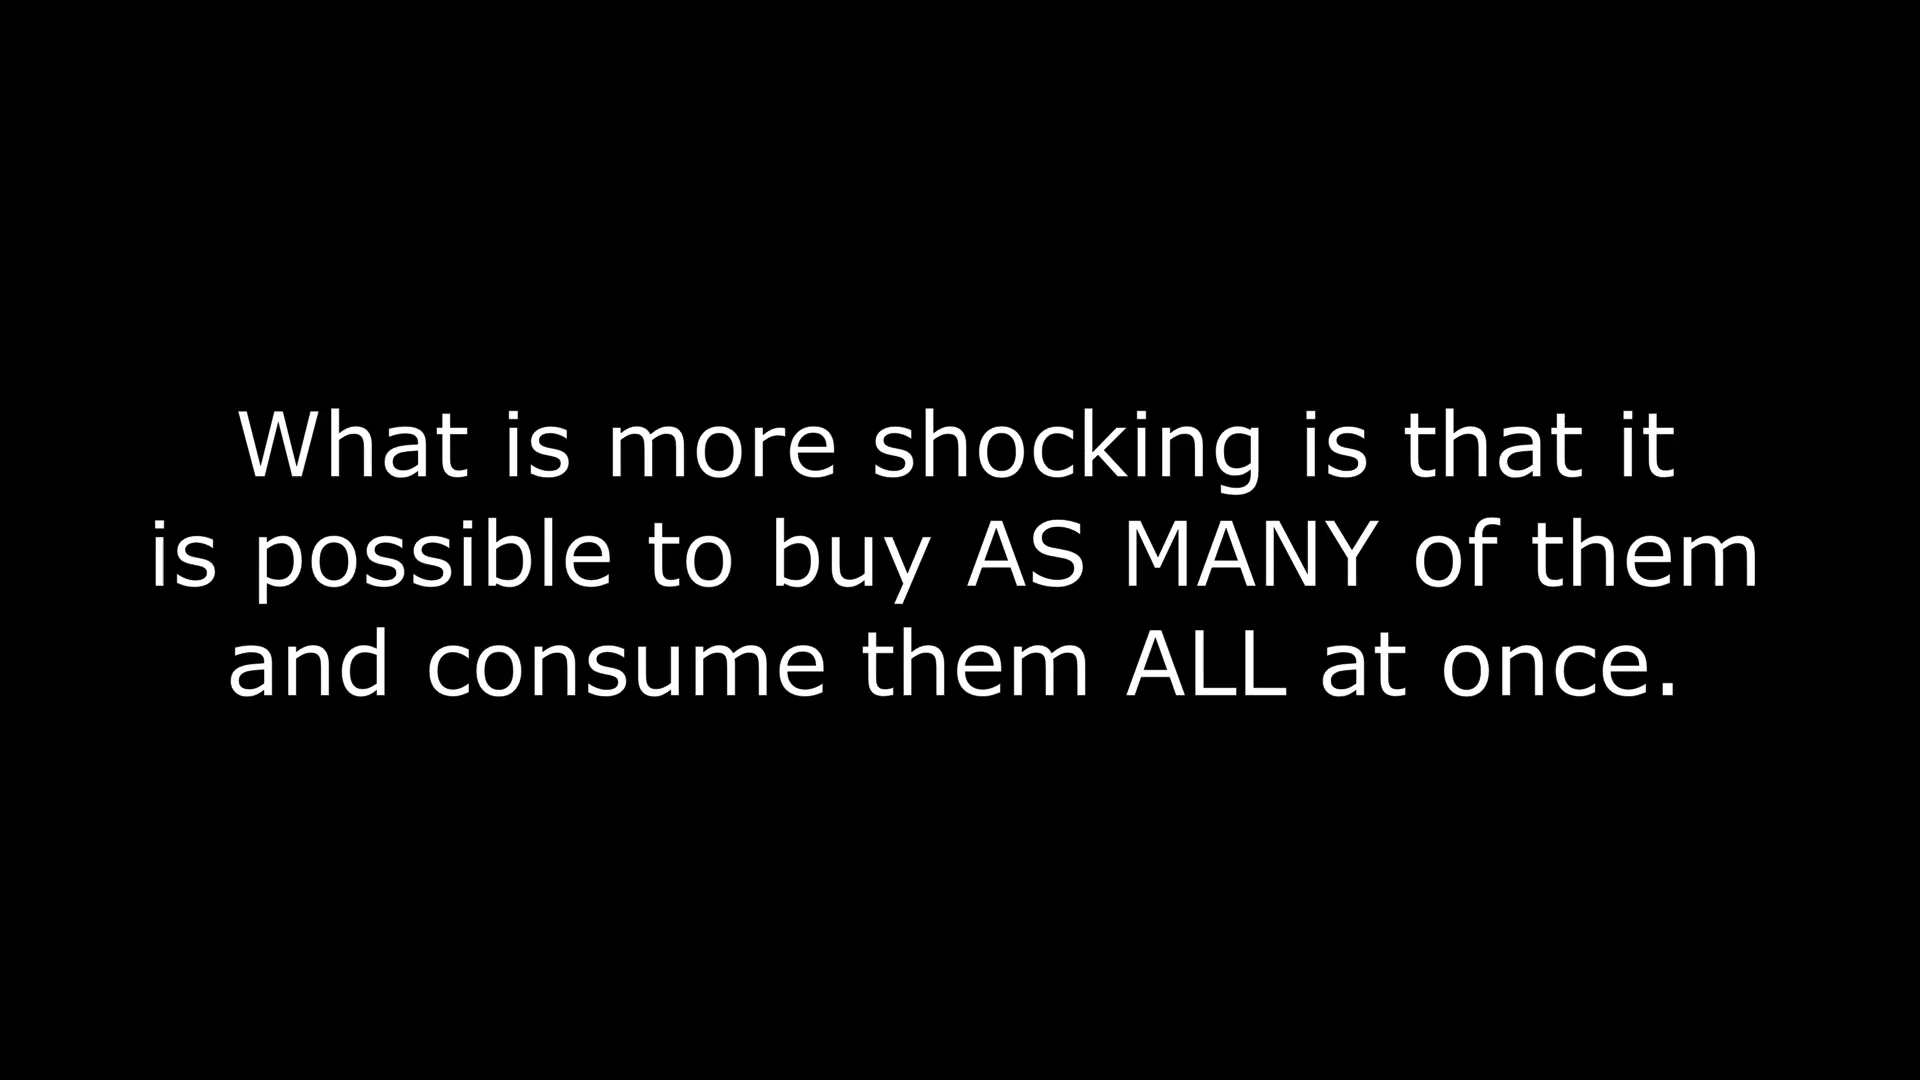 What is more shocking is that it
is possible to buy AS MANY of them
and consume them ALL at once.